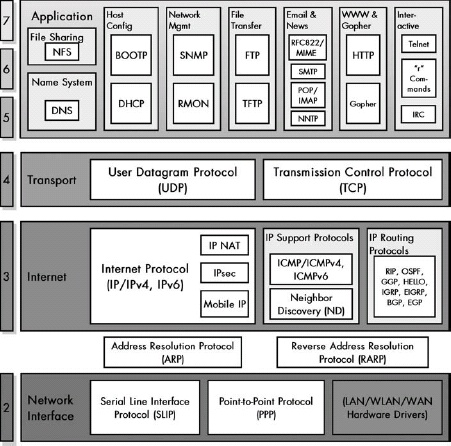 7
6
5
Application
File Sharing
NFS
Name System
DNS
Host
Config
BOOTP
DHCP
Network
Mgmt
SNMP
RMON
File
Transfer
FTP
TFTP
Email &
News
RFC822/
MIME
SMTP
POP/
IMAP
NNTP
WWW &
Gopher
HTTP
Gopher
Inter-
active
Telnet
"r"
Com-
mands
IRC
4
Transport
User Datagram Protocol
(UDP)
Transmission Control Protocol
(TCP)
3
Internet
Internet Protocol
(IP/IPv4, IPv6)
IP NAT
IPsec
Mobile IP
IP Support Protocols
ICMP/ICMPv4,
ICMPv6
Neighbor
Discovery (ND)
IP Routing
Protocols
RIP, OSPF,
GGP, HELLO,
IGRP, EIGRP,
BGP, EGP
Address Resolution Protocol
(ARP)
Reverse Address Resolution
Protocol (RARP)
2
Network
Interface
Serial Line Interface
Protocol (SLIP)
Point-to-Point Protocol
(PPP)
(LAN/WLAN/WAN
Hardware Drivers)